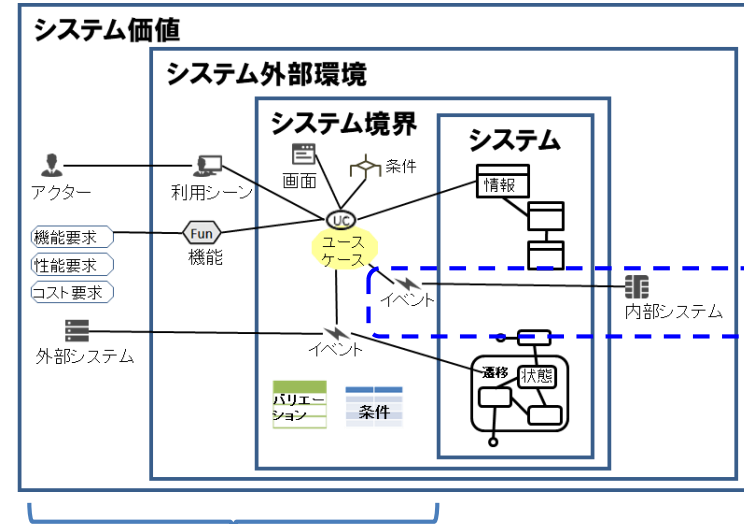 システム価値
システム外部環境
システム境界
システム
画面
条件
情報
アクター
利用シーン
UC
ユース
ケース
機能要求
Fun
機能
性能要求
コスト要求
イベント
内部システム
外部システム
イベント
遷移
状態
バリエー
ション
条件